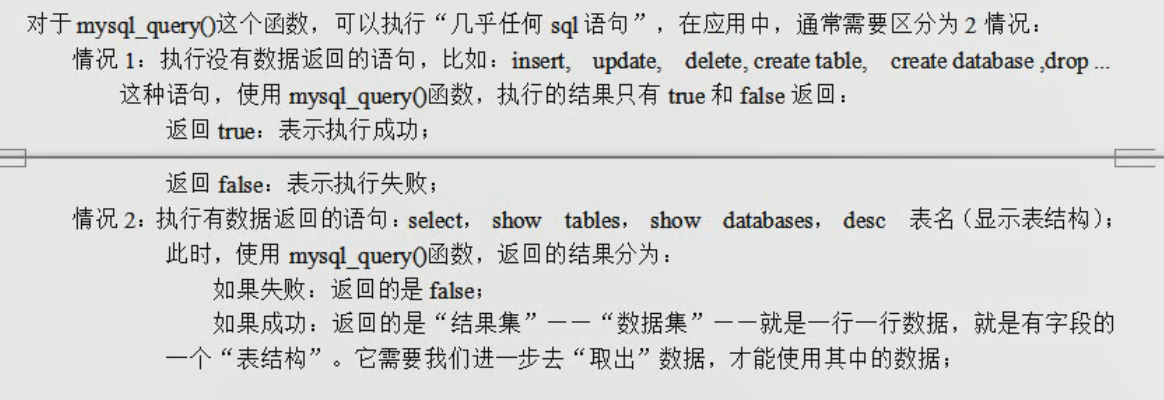 对于 mysql_query()这个函数，可以执行“几乎任何 sql 语句”，在应用中，通常需要区分为 2 情况：
情况 1：执行没有数据返回的语句，比如：insert, update, delete, create table, create database ,drop ...
这种语句，使用 mysql_query()函数，执行的结果只有 true 和 false 返回：
返回 true：表示执行成功；
返回 false：表示执行失败；
情况 2：执行有数据返回的语句：select， show tables， show databases， desc 表名（显示表结构）；
此时，使用 mysql_query()函数，返回的结果分为：
如果失败：返回的是 false；
如果成功：返回的是“结果集”——“数据集”——就是一行一行数据，就是有字段的
一个“表结构”。它需要我们进一步去“取出”数据，才能使用其中的数据；